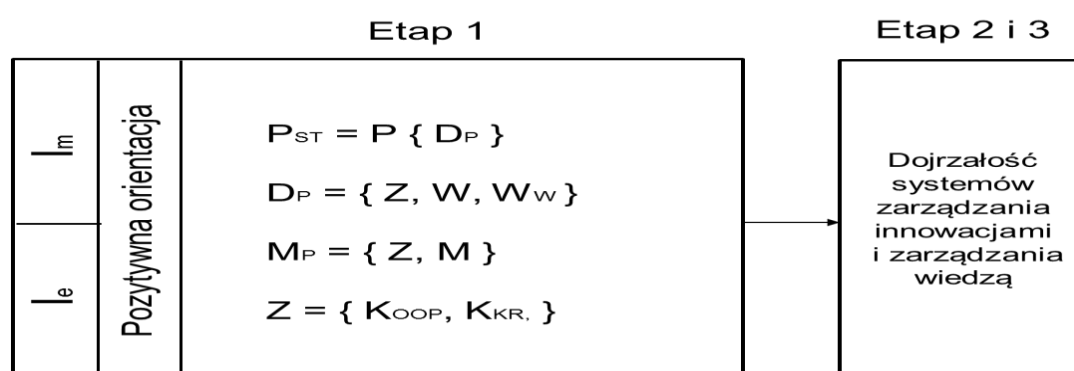 Etap 1
Etap 2 i 3
Im
Ie
Pozytywna orientacja
PST = P { DP }
DP = { Z, W, WW }
MP = { Z, M }
Z = { KOOP, KKR, }
Dojrzałość
systemów
zarządzania
innowacjami
i zarządzania
wiedzą